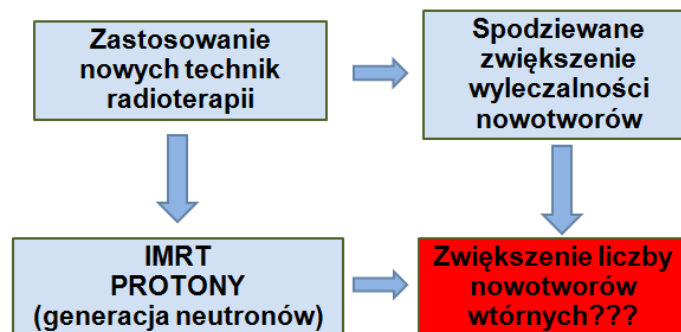 Zastosowanie
nowych technik
radioterapii
Spodziewane
zwiększenie
wyleczalności
nowotworów
IMRT
PROTONY
(generacja neutronów)
Zwiększenie liczby
nowotworów
wtórnych???